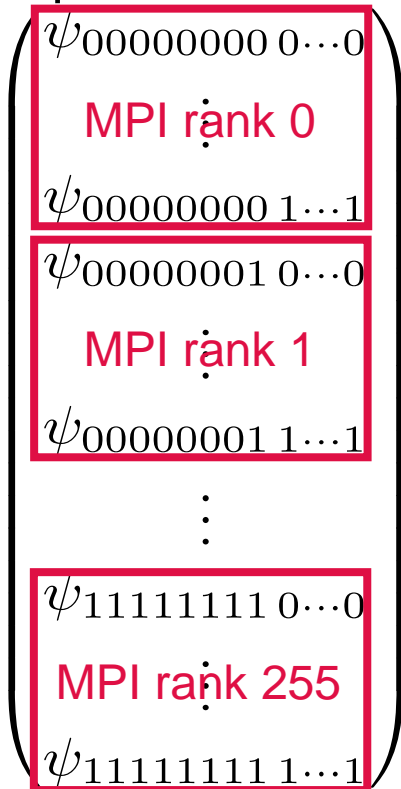 ψ00000000 0⋯0
⋮
MPI rank 0
ψ00000000 1⋯1
ψ00000001 0⋯0
⋮
MPI rank 1
ψ00000001 1⋯1
⋮
ψ11111111 0⋯0
⋮
MPI rank 255
ψ11111111 1⋯1